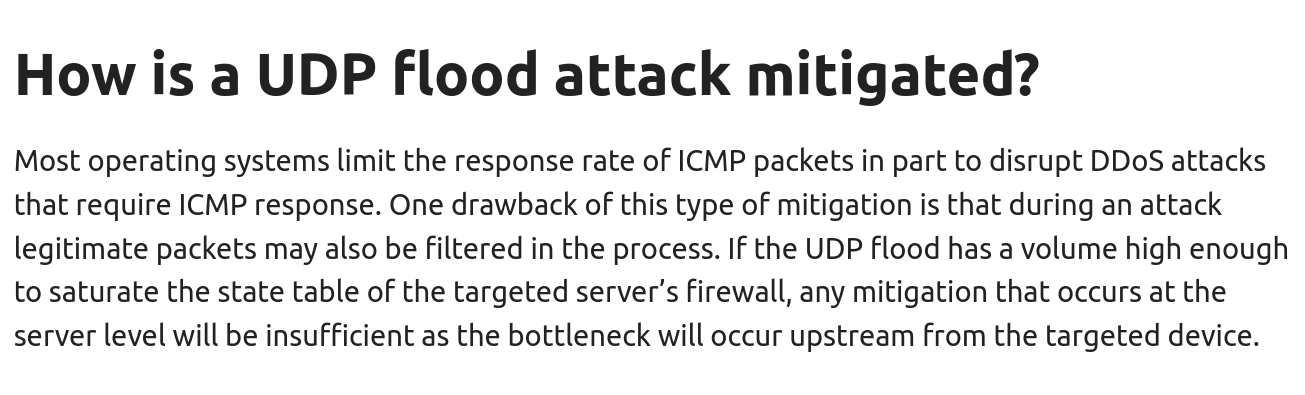 How is a UDP flood attack mitigated?
Most operating systems limit the response rate of ICMP packets in part to disrupt DDoS attacks
that require ICMP response. One drawback of this type of mitigation is that during an attack
legitimate packets may also be filtered in the process. If the UDP flood has a volume high enough
to saturate the state table of the targeted server’s firewall, any mitigation that occurs at the
server level will be insufficient as the bottleneck will occur upstream from the targeted device.